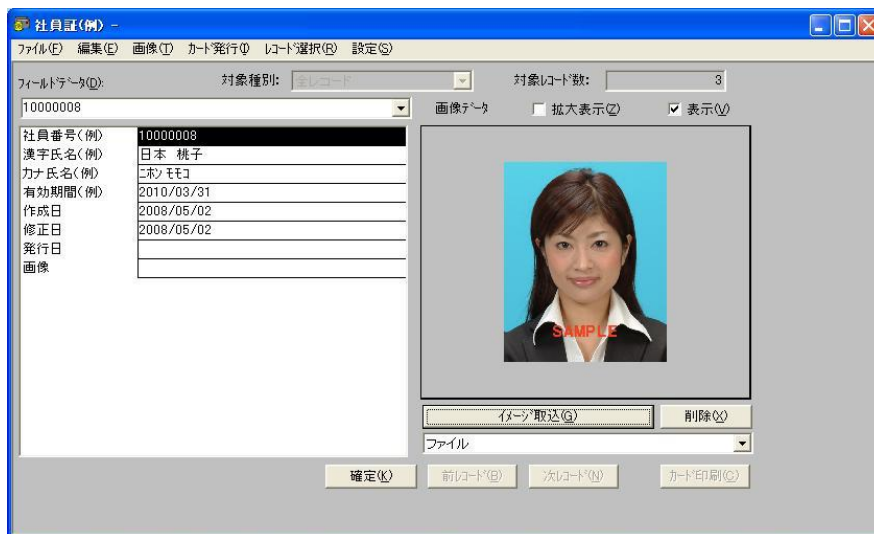 社員証(例) -
ファイル(F) 編集(E) 画像(T) カード発行(I) レコード選択(R) 設定(S)
フィールドデータ(D): 対象種別: 全レコード 対象レコード数: 3
10000008 画像データ 拡大表示(Z) 表示(V)
社員番号(例) 10000008
漢字氏名(例) 日本 桃子
カナ氏名(例) ニホン モモコ
有効期間(例) 2010/03/31
作成日 2008/05/02
修正日 2008/05/02
発行日
画像
SAMPLE
イメージ取込(G) 削除(X)
ファイル
確定(K) 前レコード(B) 次レコード(N) カード印刷(C)